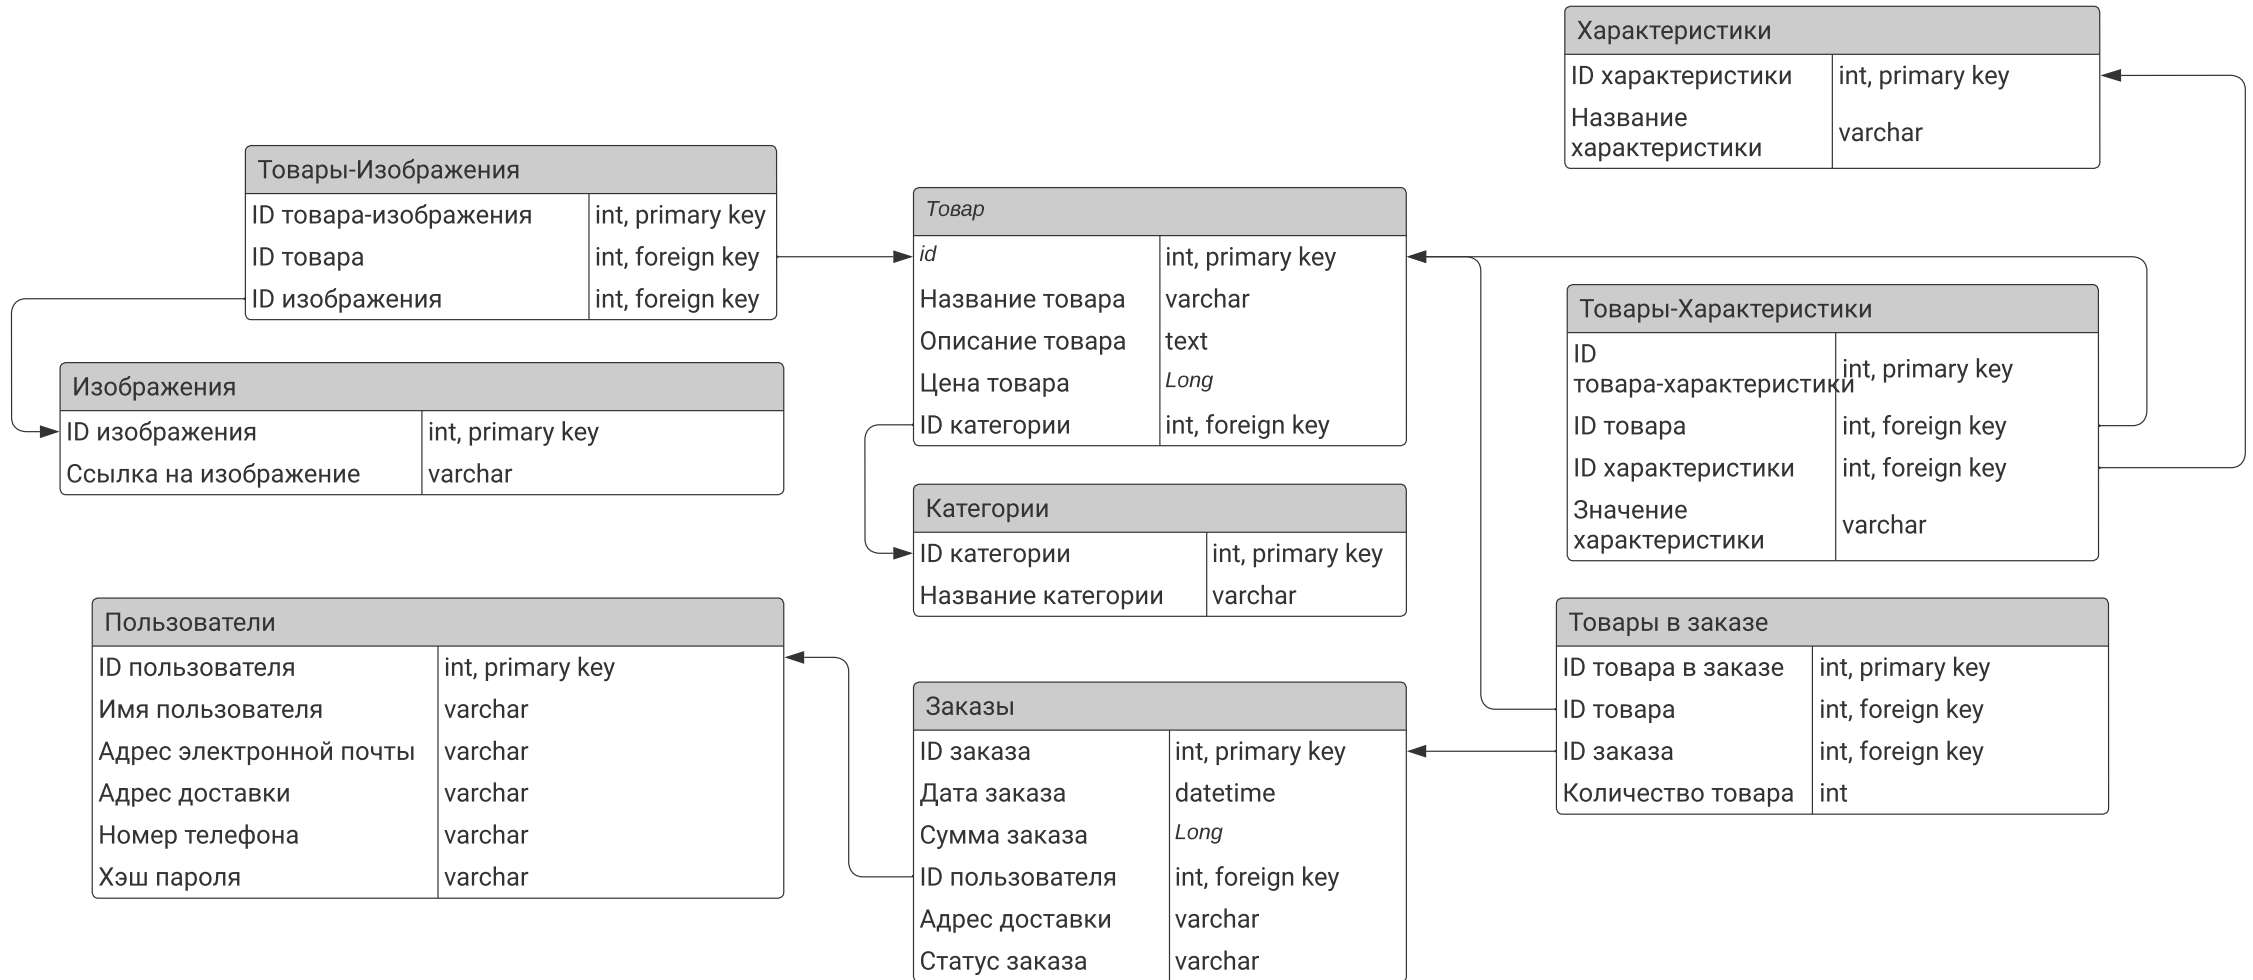 Характеристики
ID характеристики int, primary key
Название
характеристики
varchar
Товары-Изображения
ID товара-изображения int, primary key
ID товара int, foreign key
ID изображения int, foreign key
Товар
id int, primary key
Название товара varchar
Описание товара text
Цена товара Long
ID категории int, foreign key
Товары-Характеристики
ID
товара-характеристики
int, primary key
ID товара int, foreign key
ID характеристики int, foreign key
Значение
характеристики
varchar
Изображения
ID изображения int, primary key
Ссылка на изображение varchar
Категории
ID категории int, primary key
Название категории varchar
Пользователи
ID пользователя int, primary key
Имя пользователя varchar
Адрес электронной почты varchar
Адрес доставки varchar
Номер телефона varchar
Хэш пароля varchar
Заказы
ID заказа int, primary key
Дата заказа datetime
Сумма заказа Long
ID пользователя int, foreign key
Адрес доставки varchar
Статус заказа varchar
Товары в заказе
ID товара в заказе int, primary key
ID товара int, foreign key
ID заказа int, foreign key
Количество товара int